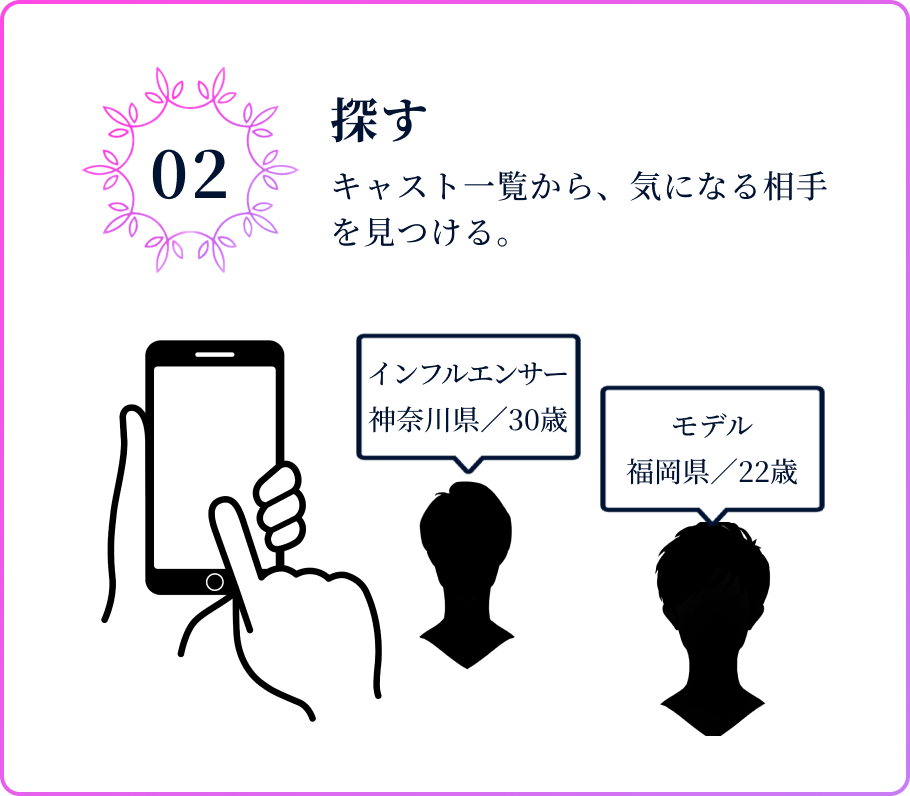 02
探す
キャスト一覧から、気になる相手
を見つける。
インフルエンサー
神奈川県／30歳
モデル
福岡県／22歳